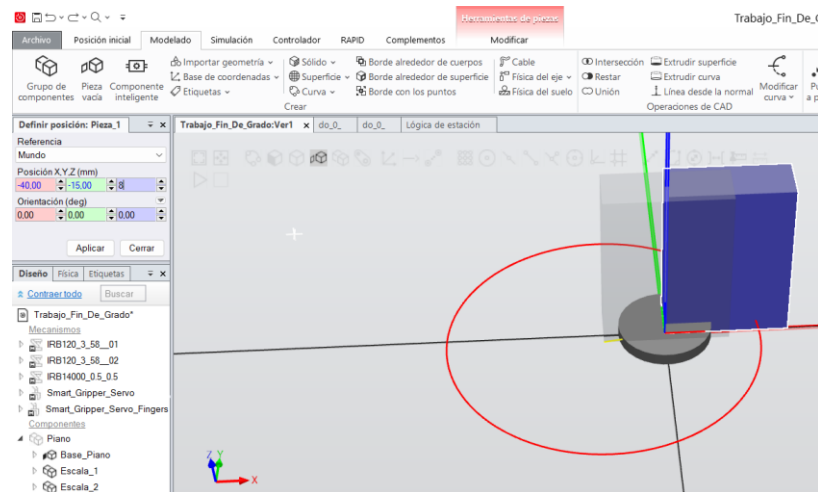 Herramientas de piezas
Trabajo_Fin_De_G
Archivo Posición inicial Modelado Simulación Controlador RAPID Complementos Modificar
Grupo de componentes
Pieza vacía
Componente inteligente
Importar geometría
Base de coordenadas
Etiquetas
Sólido
Superficie
Curva
Borde alrededor de cuerpos
Borde alrededor de superficie
Borde con los puntos
Crear
Cable
Física del eje
Física del suelo
Intersección
Restar
Unión
Extrudir superficie
Extrudir curva
Línea desde la normal
Operaciones de CAD
Modificar curva
Definir posición: Pieza_1
Trabajo_Fin_De_Grado:Ver1 x do_0_ do_0_ Lógica de estación
Referencia
Mundo
Posición X,Y,Z (mm)
-40,00 -15,00 8
Orientación (deg)
0,00 0,00 0,00
Aplicar Cerrar
Diseño Física Etiquetas
Contraer todo Buscar
Trabajo_Fin_De_Grado*
Mecanismos
IRB120_3_58__01
IRB120_3_58__02
IRB14000_0.5_0.5
Smart_Gripper_Servo
Smart_Gripper_Servo_Fingers
Componentes
Piano
Base_Piano
Escala_1
Escala_2
Z Y
X